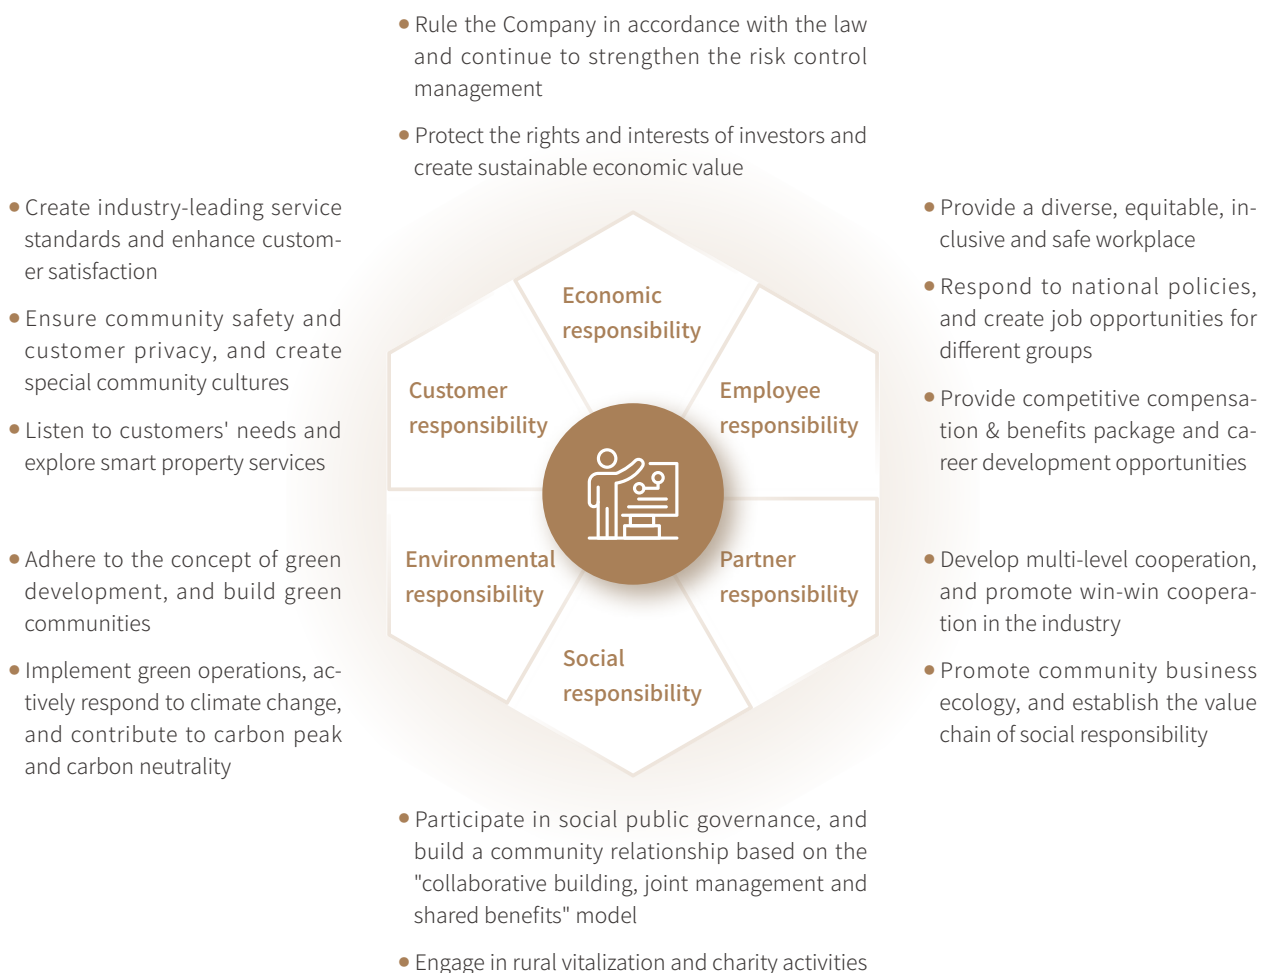 Rule the Company in accordance with the law
and continue to strengthen the risk control
management
Protect the rights and interests of investors and
create sustainable economic value
Create industry-leading service
standards and enhance custom-
er satisfaction
Ensure community safety and
customer privacy, and create
special community cultures
Listen to customers' needs and
explore smart property services
Provide a diverse, equitable, in-
clusive and safe workplace
Respond to national policies,
and create job opportunities for
different groups
Provide competitive compensa-
tion & benefits package and ca-
reer development opportunities
Economic
responsibility
Customer
responsibility
Employee
responsibility
Environmental
responsibility
Partner
responsibility
Social
responsibility
Adhere to the concept of green
development, and build green
communities
Implement green operations, ac-
tively respond to climate change,
and contribute to carbon peak
and carbon neutrality
Develop multi-level cooperation,
and promote win-win coopera-
tion in the industry
Promote community business
ecology, and establish the value
chain of social responsibility
Participate in social public governance, and
build a community relationship based on the
"collaborative building, joint management and
shared benefits" model
Engage in rural vitalization and charity activities